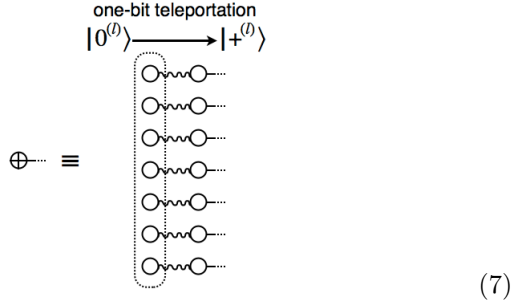 one-bit teleportation
|0^{(l)}⟩ ⟶ |+^{(l)}⟩
⊕─··· ≡
(7)